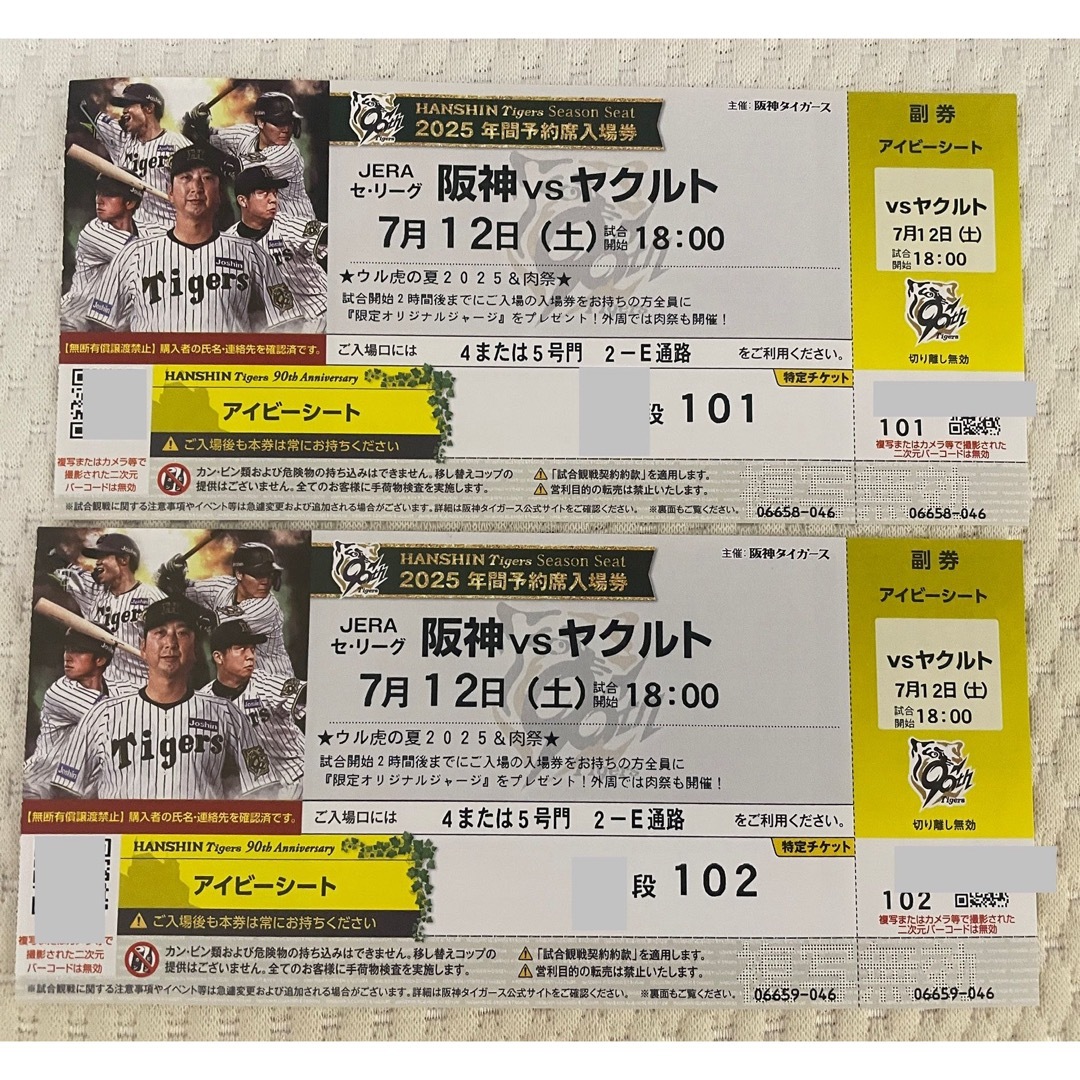 HANSHIN Tigers Season Seat
2025 年間予約席入場券
主催:阪神タイガース
JERA
セ・リーグ 阪神 vs ヤクルト
7月12日(土) 試合開始 18:00
★ウル虎の夏2025&肉祭★
試合開始2時間後までにご入場の入場券をお持ちの方全員に
『限定オリジナルジャージ』をプレゼント!外周では肉祭も開催!
【無断有償譲渡禁止】購入者の氏名・連絡先を確認済です。
ご入場口には 4または5号門 2-E通路 をご利用ください。
HANSHIN Tigers 90th Anniversary
特定チケット
アイビーシート
段 101
⚠ご入場後も本券は常にお持ちください
複写またはカメラ等で
撮影された二次元
バーコードは無効
カン・ビン類および危険物の持ち込みはできません。移し替えコップの
提供はございません。全てのお客様に手荷物検査を実施します。
⚠「試合観戦契約約款」を適用します。
⚠営利目的の転売は禁止いたします。
※試合観戦に関する注意事項やイベント等は急遽変更および追加される場合がございます。詳細は阪神タイガース公式サイトをご確認ください。 ※裏面もご覧ください。
06658-046
副券
アイビーシート
vsヤクルト
7月12日(土)
試合開始 18:00
90th
Tigers
切り離し無効
101
複写またはカメラ等で撮影された
二次元バーコードは無効
06658-046
Tigers
Joshin
HANSHIN Tigers Season Seat
2025 年間予約席入場券
主催:阪神タイガース
JERA
セ・リーグ 阪神 vs ヤクルト
7月12日(土) 試合開始 18:00
★ウル虎の夏2025&肉祭★
試合開始2時間後までにご入場の入場券をお持ちの方全員に
『限定オリジナルジャージ』をプレゼント!外周では肉祭も開催!
【無断有償譲渡禁止】購入者の氏名・連絡先を確認済です。
ご入場口には 4または5号門 2-E通路 をご利用ください。
HANSHIN Tigers 90th Anniversary
特定チケット
アイビーシート
段 102
⚠ご入場後も本券は常にお持ちください
撮影された二次元
バーコードは無効
カン・ビン類および危険物の持ち込みはできません。移し替えコップの
提供はございません。全てのお客様に手荷物検査を実施します。
⚠「試合観戦契約約款」を適用します。
⚠営利目的の転売は禁止いたします。
※試合観戦に関する注意事項やイベント等は急遽変更および追加される場合がございます。詳細は阪神タイガース公式サイトをご確認ください。 ※裏面もご覧ください。
06659-046
副券
アイビーシート
vsヤクルト
7月12日(土)
試合開始 18:00
90th
Tigers
切り離し無効
102
複写またはカメラ等で撮影された
二次元バーコードは無効
06659-046
Tigers
Joshin